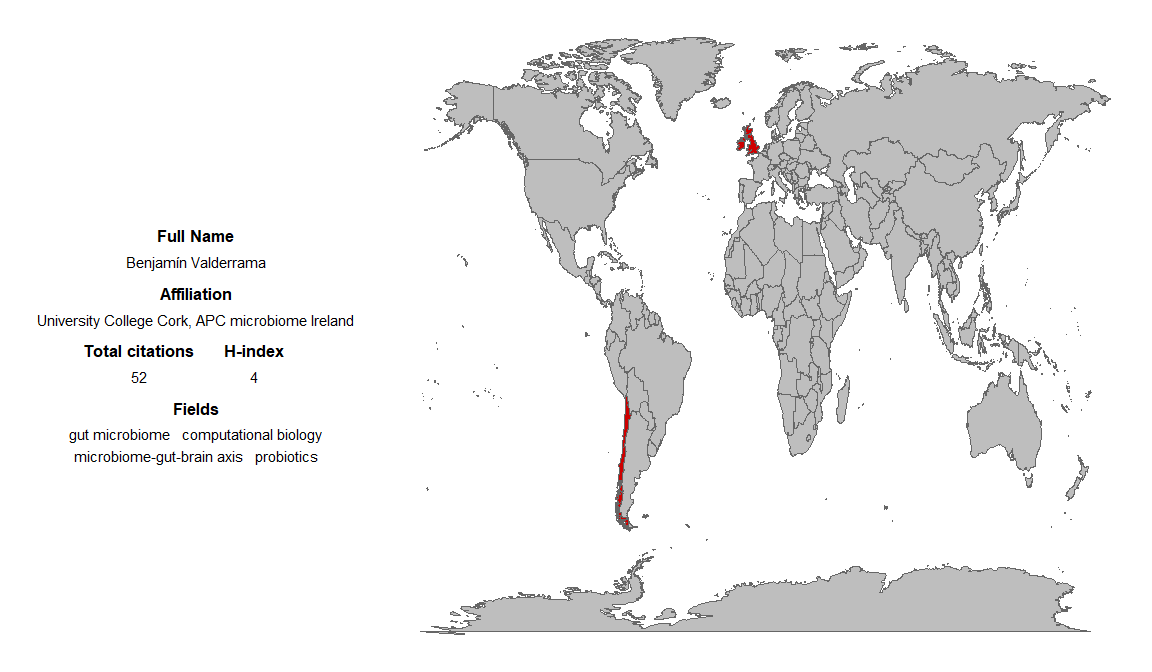 Full Name
Benjamín Valderrama
Affiliation
University College Cork, APC microbiome Ireland
Total citations H-index
52 4
Fields
gut microbiome computational biology
microbiome-gut-brain axis probiotics